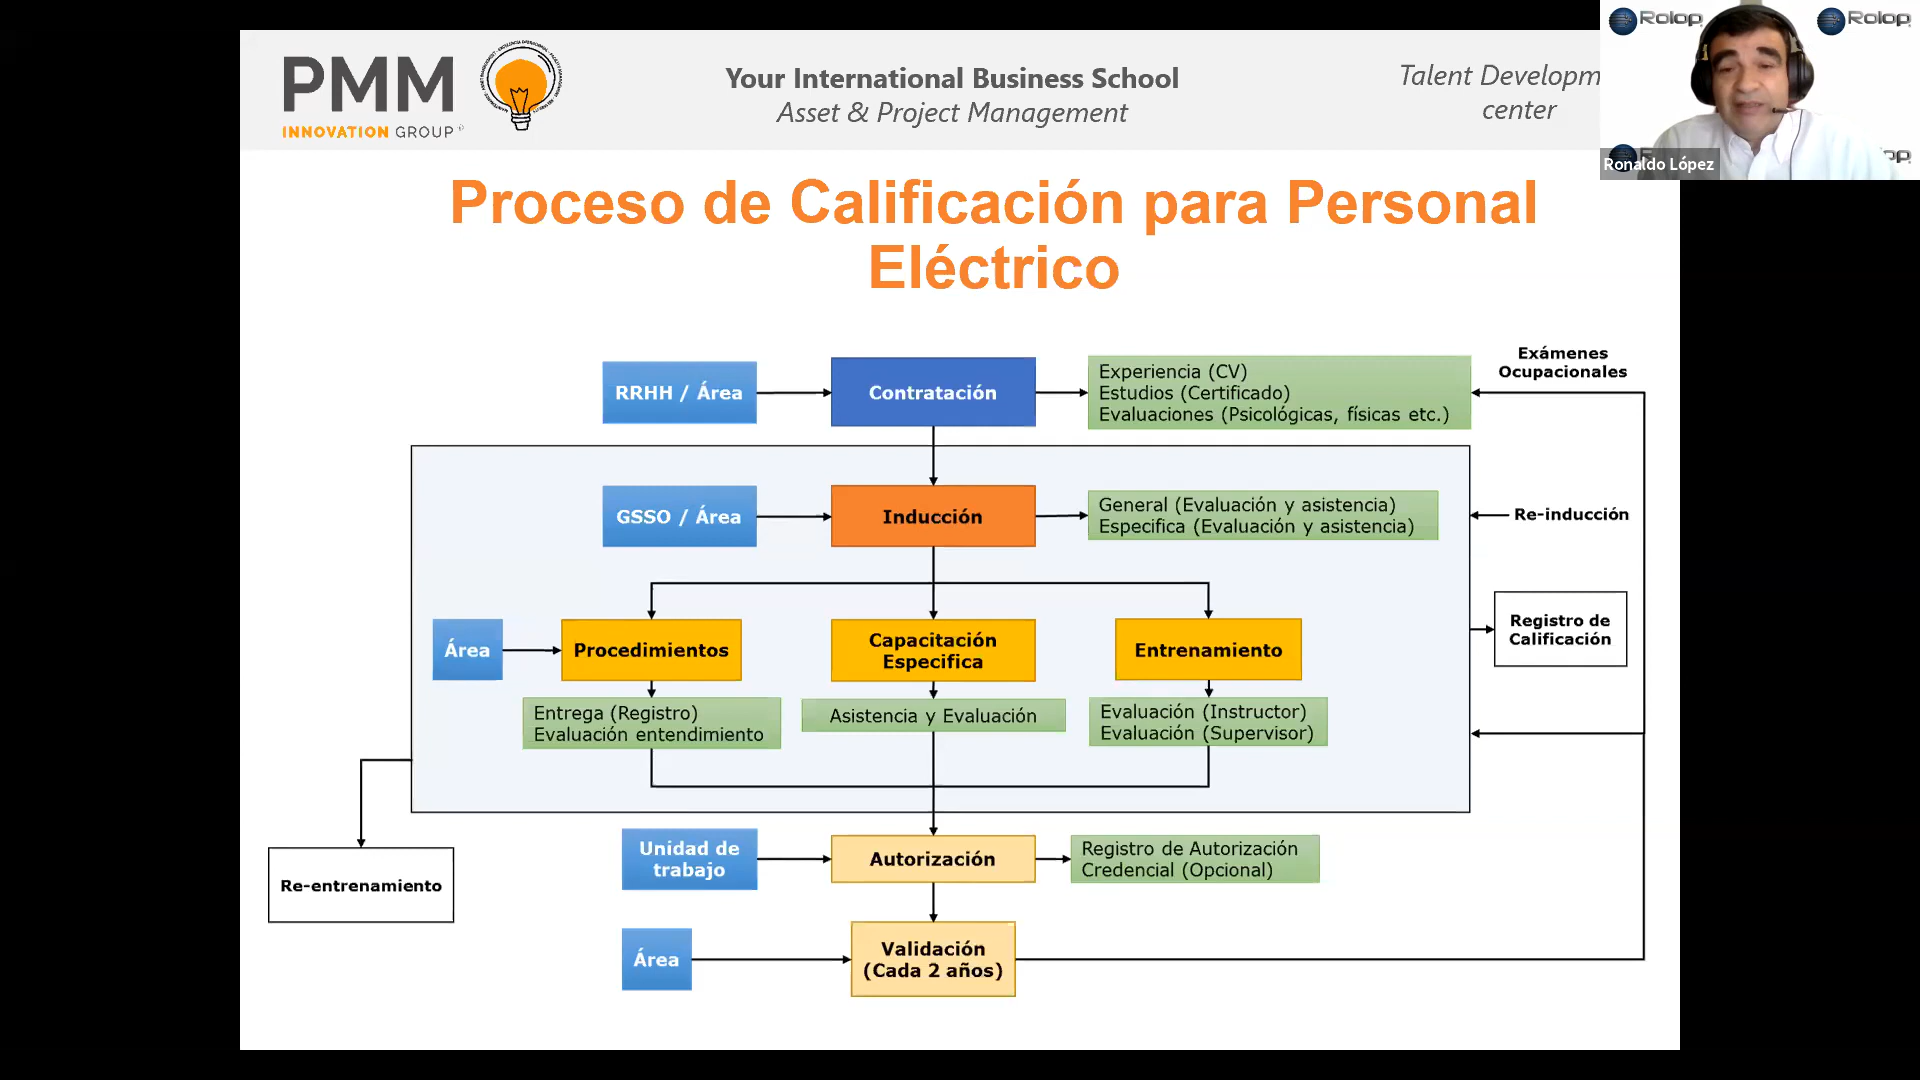 PMM
INNOVATION GROUP
Your International Business School
Asset & Project Management
Talent Developm
center
Rolop
Rolop
Ronaldo López
Proceso de Calificación para Personal
Eléctrico
RRHH / Área
Contratación
Experiencia (CV)
Estudios (Certificado)
Evaluaciones (Psicológicas, físicas etc.)
Exámenes
Ocupacionales
GSSO / Área
Inducción
General (Evaluación y asistencia)
Especifica (Evaluación y asistencia)
Re-inducción
Área
Procedimientos
Capacitación
Especifica
Entrenamiento
Registro de
Calificación
Entrega (Registro)
Evaluación entendimiento
Asistencia y Evaluación
Evaluación (Instructor)
Evaluación (Supervisor)
Unidad de
trabajo
Autorización
Registro de Autorización
Credencial (Opcional)
Re-entrenamiento
Área
Validación
(Cada 2 años)